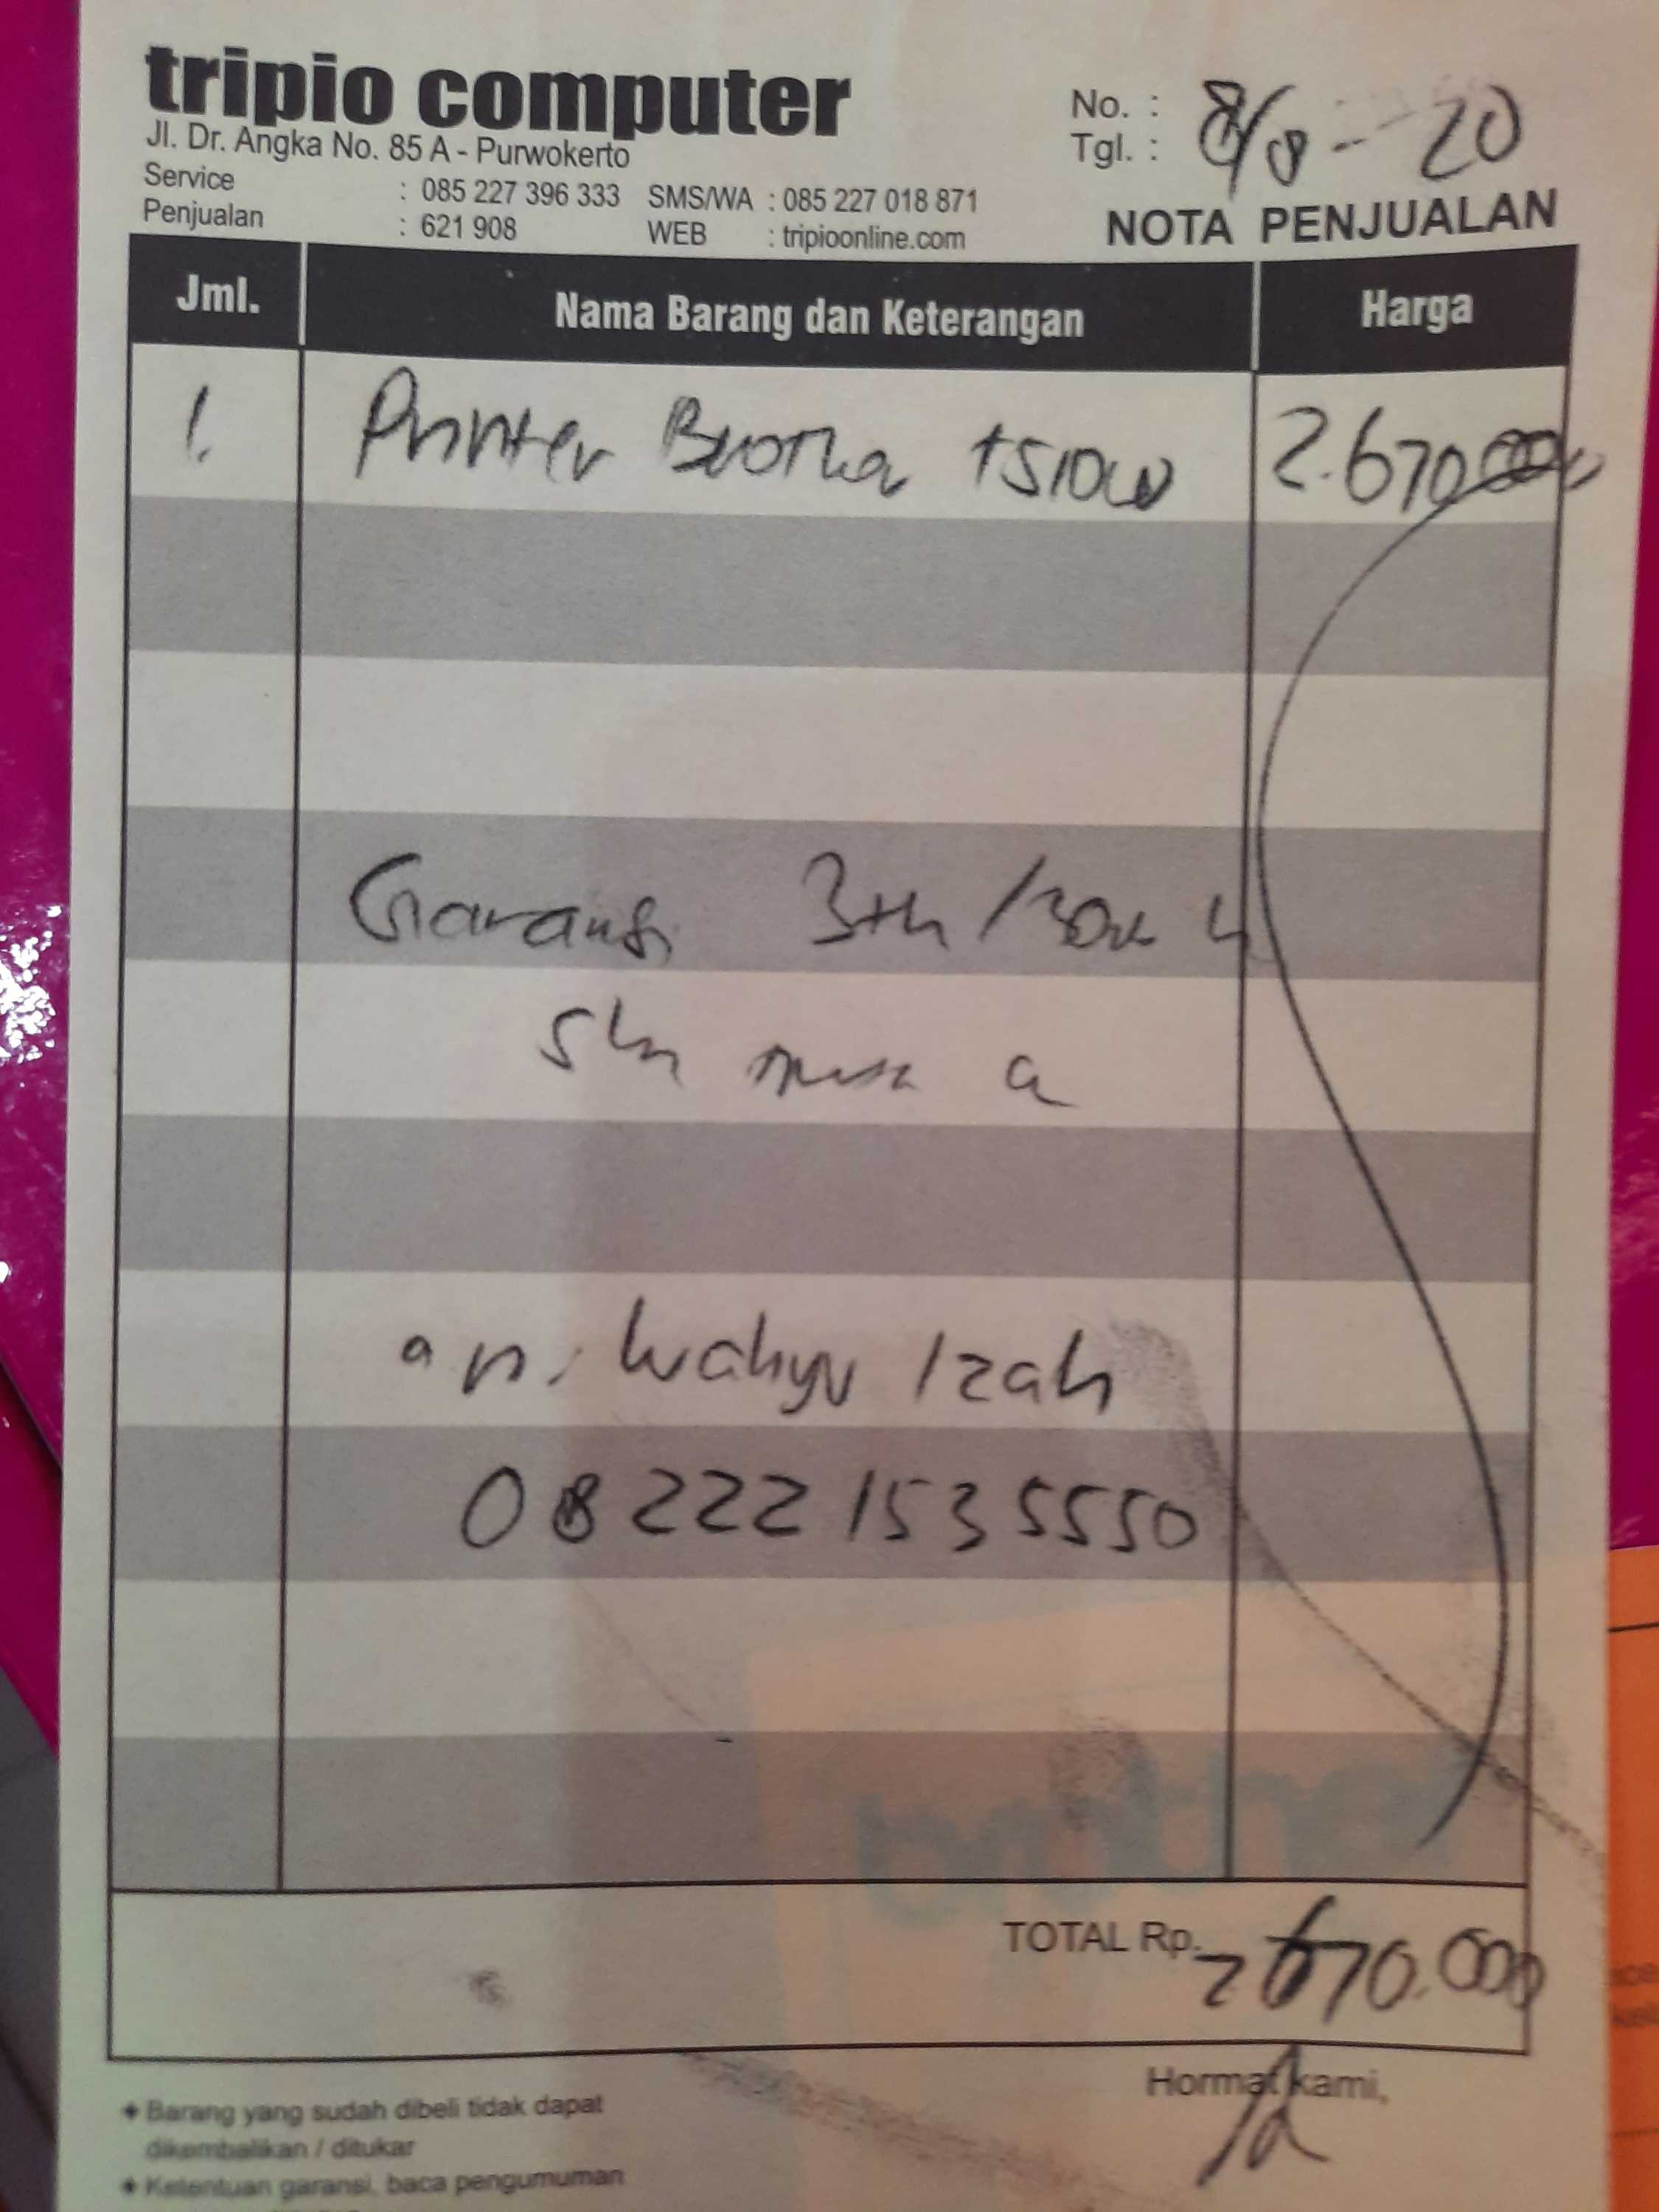 tripio computer
Jl. Dr. Angka No. 85 A - Purwokerto
Service : 085 227 396 333 SMS/WA : 085 227 018 871
Penjualan : 621 908 WEB : tripioonline.com
No. :
Tgl. : 8/8 - 20
NOTA PENJUALAN
Jml. Nama Barang dan Keterangan Harga
1. Printer Brother T510W 2.670.000
Garansi 3th/30k
a n. Wahyu Izah
082221535550
TOTAL Rp. 2670.000
Hormat kami,
Barang yang sudah dibeli tidak dapat
dikembalikan / ditukar
Ketentuan garansi, baca pengumuman